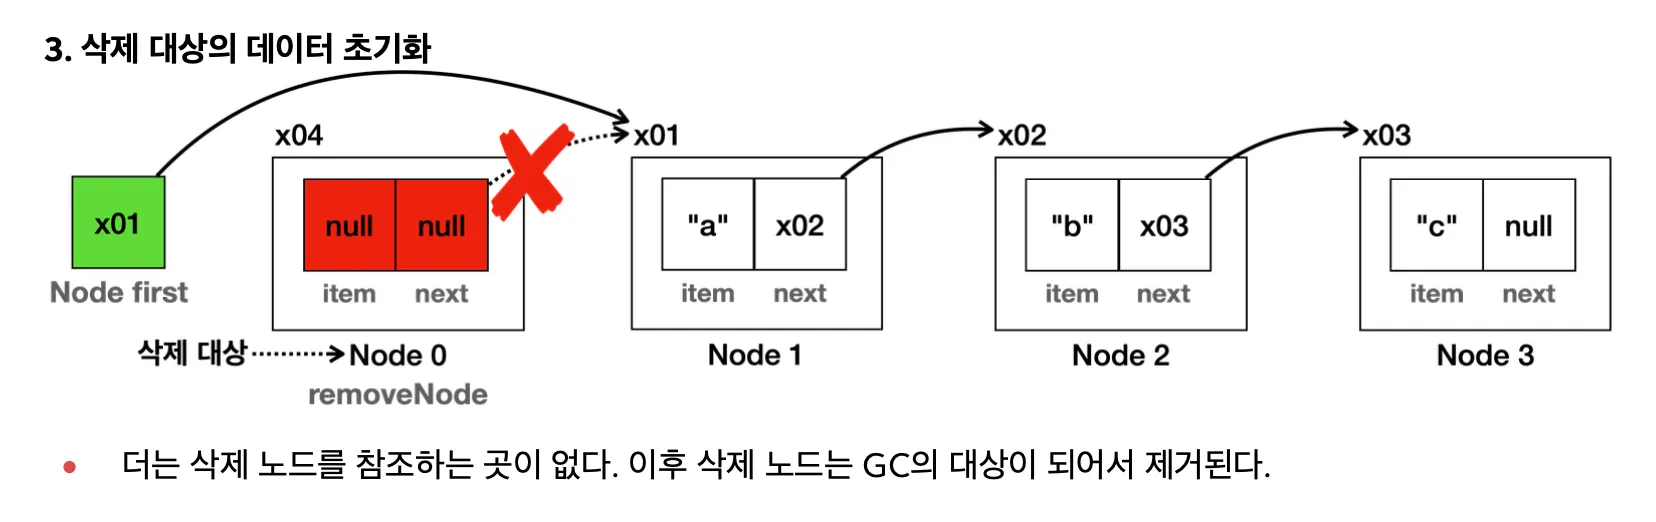 3. 삭제 대상의 데이터 초기화
x04
x01
x02
x03
x01
null null
"a" x02
"b" x03
"c" null
Node first
item next
item next
item next
item next
삭제 대상
Node 0
Node 1
Node 2
Node 3
removeNode
더는 삭제 노드를 참조하는 곳이 없다. 이후 삭제 노드는 GC의 대상이 되어서 제거된다.